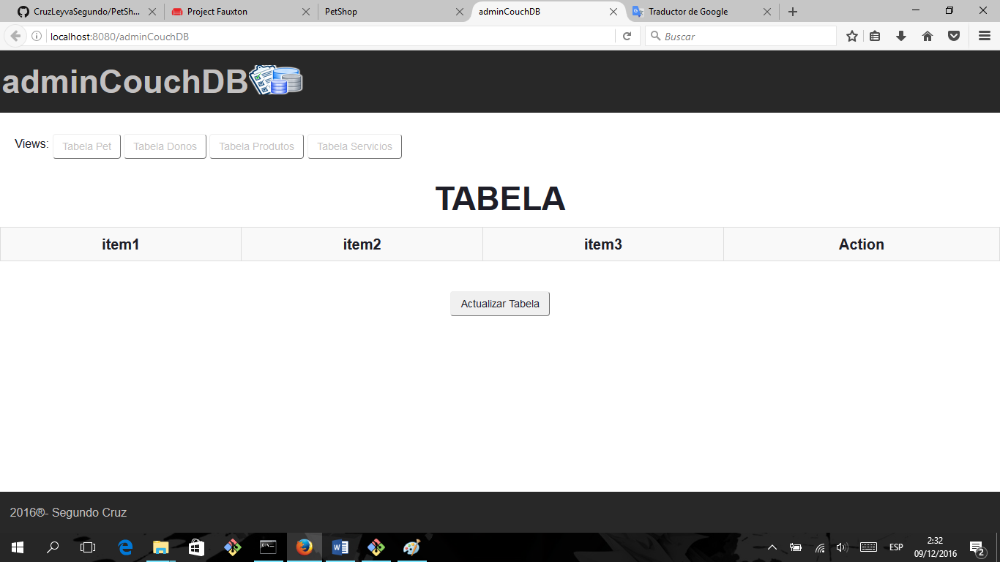 CruzLeyvaSegundo/PetSh...
Project Fauxton
PetShop
adminCouchDB
Traductor de Google
localhost:8080/adminCouchDB
Buscar
adminCouchDB
Views: Tabela Pet Tabela Donos Tabela Produtos Tabela Servicios
TABELA
item1 item2 item3 Action
Actualizar Tabela
2016®- Segundo Cruz
ESP
2:32
09/12/2016
2